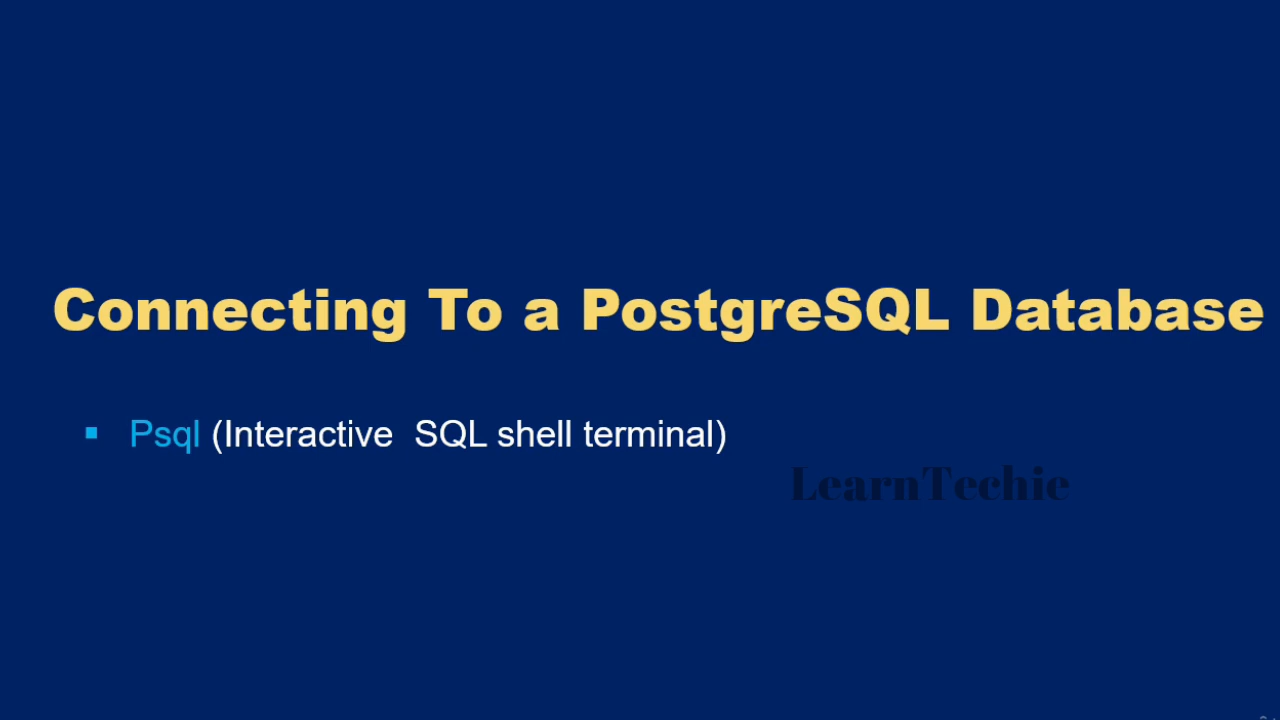 Connecting To a PostgreSQL Database
▪ Psql (Interactive  SQL shell terminal)
LearnTechie